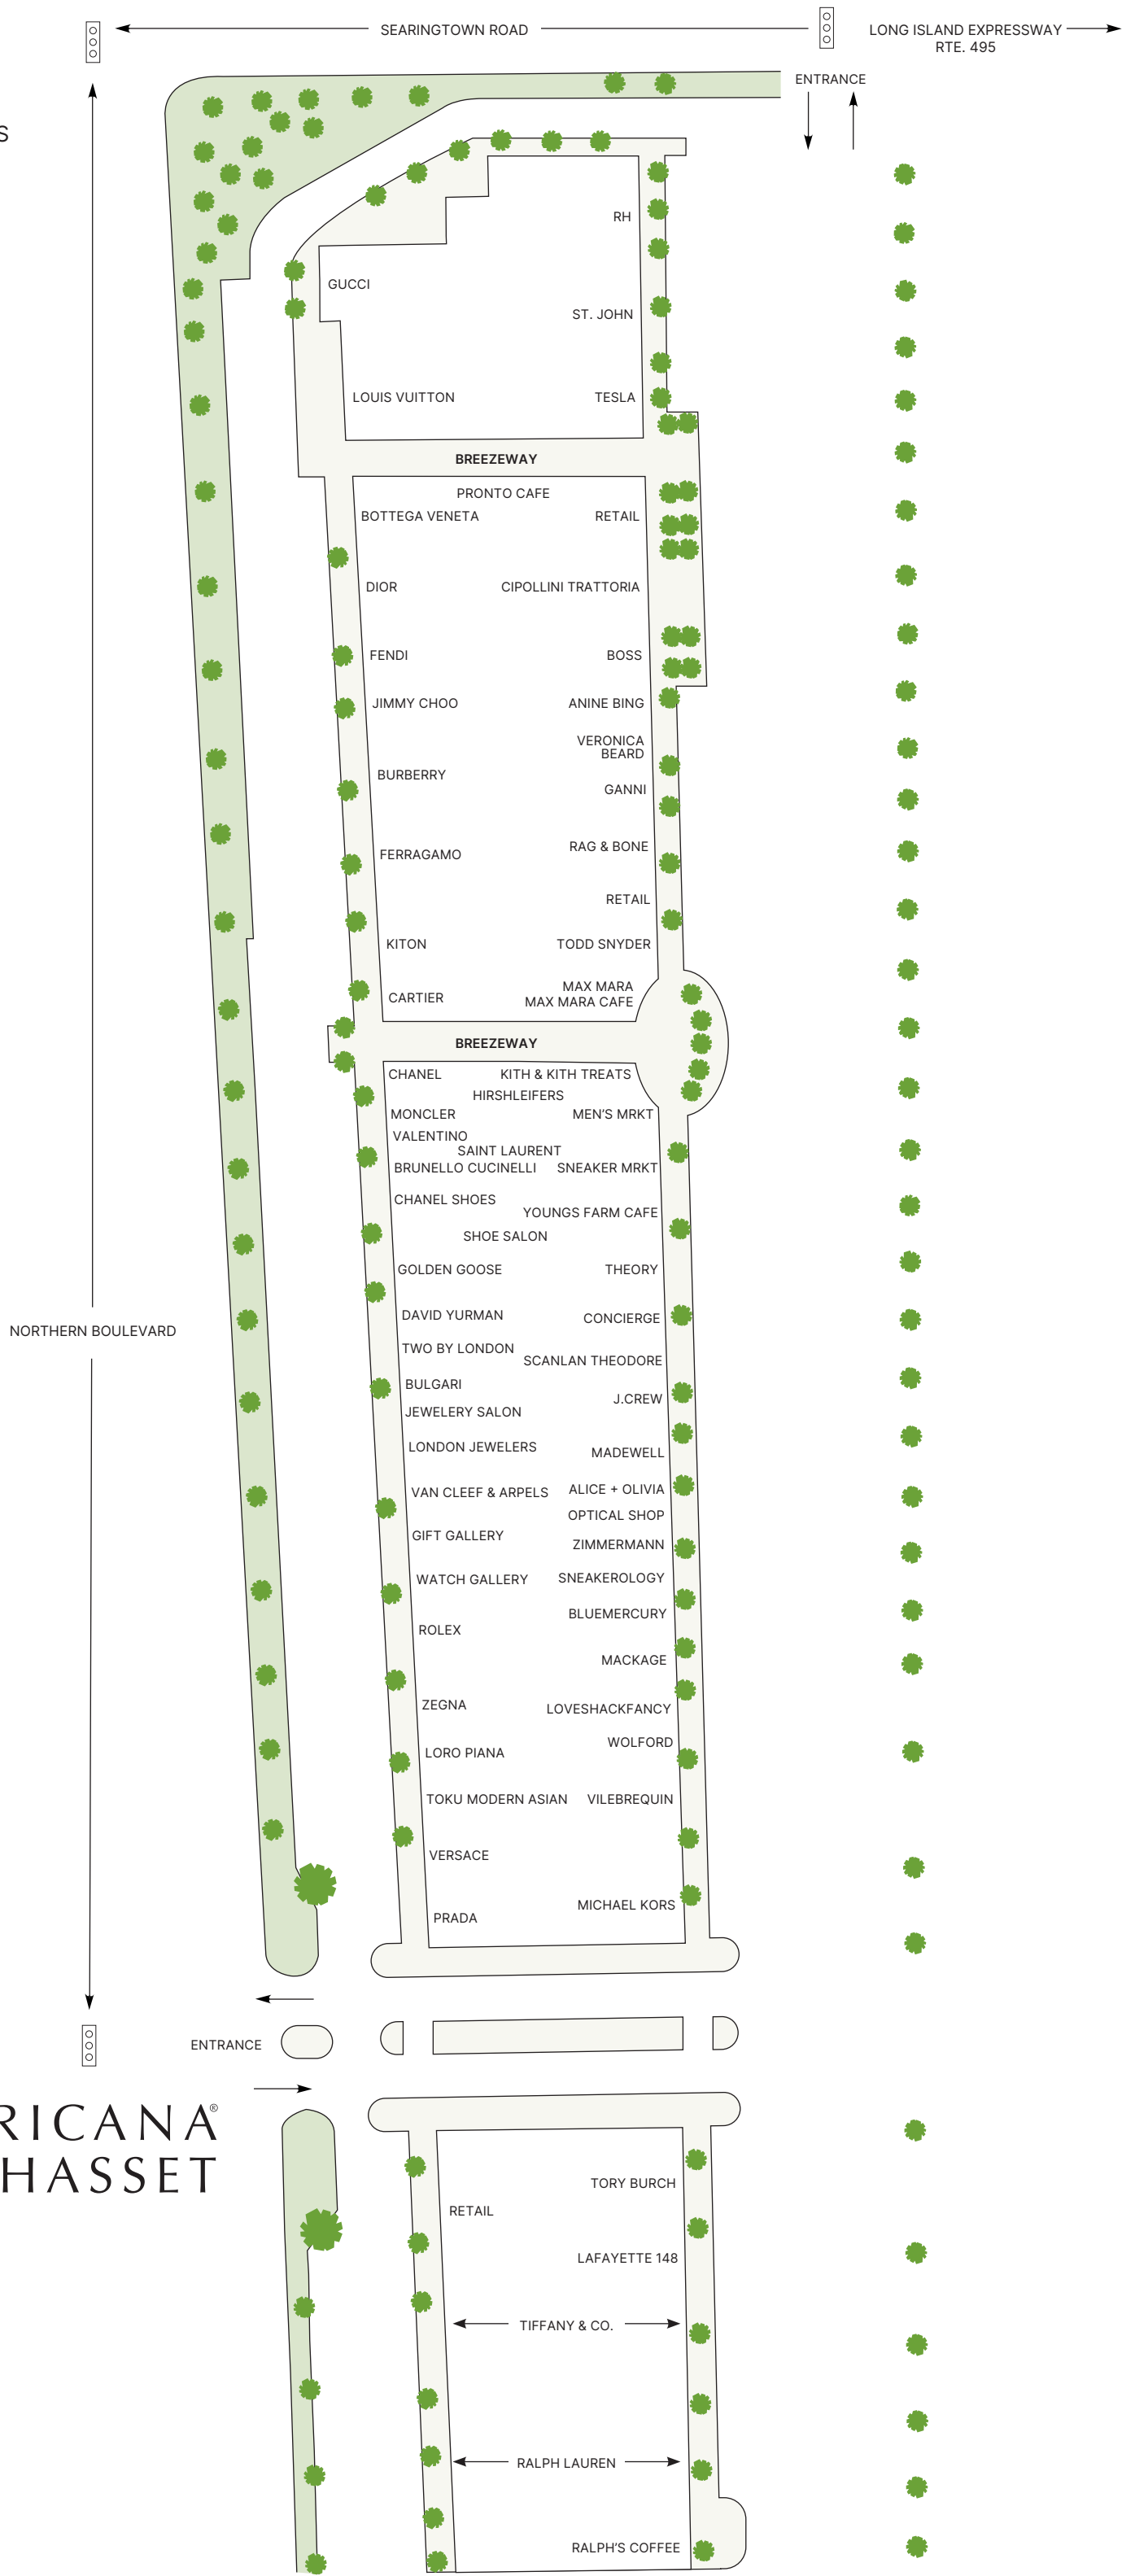 SEARINGTOWN ROAD
LONG ISLAND EXPRESSWAY
RTE. 495
ENTRANCE
S
RH
GUCCI
ST. JOHN
LOUIS VUITTON
TESLA
BREEZEWAY
PRONTO CAFE
BOTTEGA VENETA
RETAIL
DIOR
CIPOLLINI TRATTORIA
FENDI
BOSS
JIMMY CHOO
ANINE BING
VERONICA
BEARD
BURBERRY
GANNI
FERRAGAMO
RAG & BONE
RETAIL
KITON
TODD SNYDER
MAX MARA
CARTIER
MAX MARA CAFE
BREEZEWAY
CHANEL
KITH & KITH TREATS
HIRSHLEIFERS
MONCLER
MEN'S MRKT
VALENTINO
SAINT LAURENT
BRUNELLO CUCINELLI
SNEAKER MRKT
CHANEL SHOES
YOUNGS FARM CAFE
SHOE SALON
GOLDEN GOOSE
THEORY
DAVID YURMAN
CONCIERGE
NORTHERN BOULEVARD
TWO BY LONDON
SCANLAN THEODORE
BULGARI
J.CREW
JEWELERY SALON
LONDON JEWELERS
MADEWELL
VAN CLEEF & ARPELS
ALICE + OLIVIA
OPTICAL SHOP
GIFT GALLERY
ZIMMERMANN
WATCH GALLERY
SNEAKEROLOGY
BLUEMERCURY
ROLEX
MACKAGE
ZEGNA
LOVESHACKFANCY
WOLFORD
LORO PIANA
TOKU MODERN ASIAN
VILEBREQUIN
VERSACE
MICHAEL KORS
PRADA
ENTRANCE
RICANA®
HASSET
TORY BURCH
RETAIL
LAFAYETTE 148
TIFFANY & CO.
RALPH LAUREN
RALPH'S COFFEE